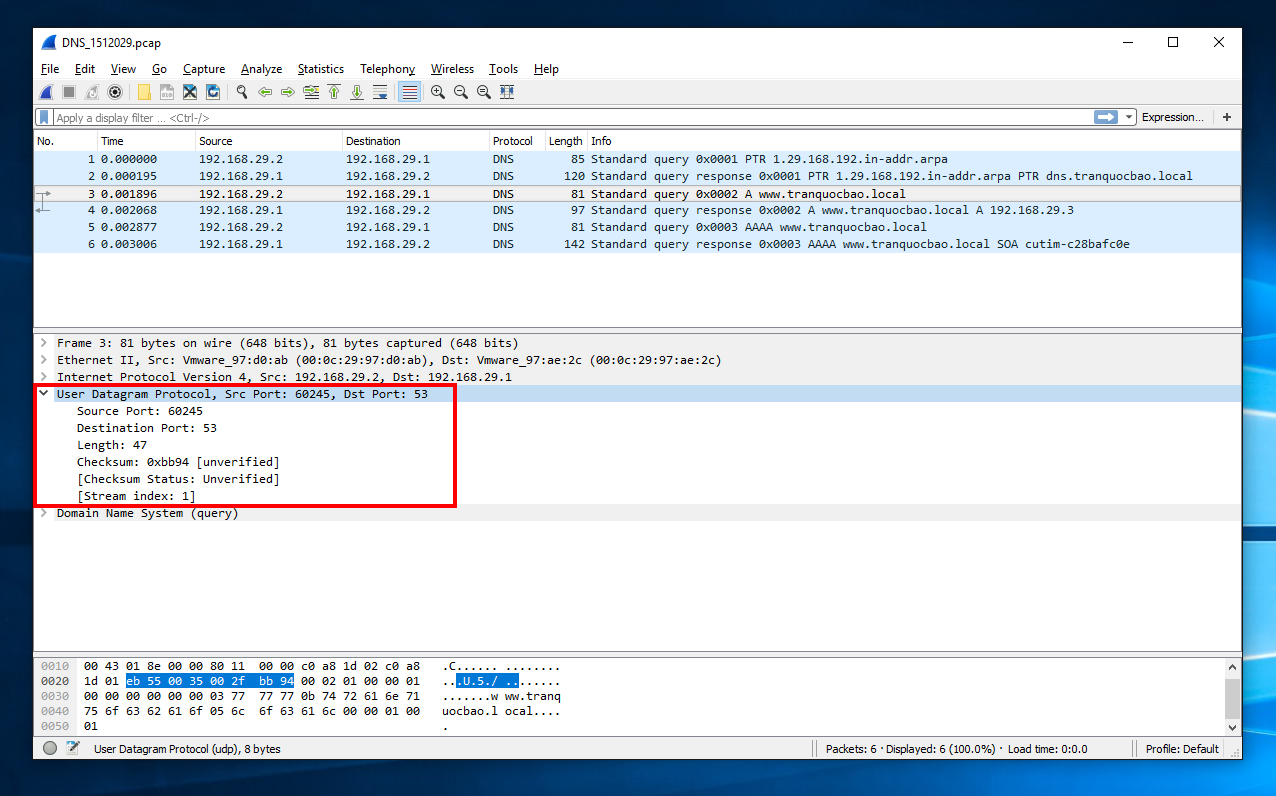 DNS_1512029.pcap
File Edit View Go Capture Analyze Statistics Telephony Wireless Tools Help
Apply a display filter ... <Ctrl-/> Expression... +
No. Time Source Destination Protocol Length Info
1 0.000000 192.168.29.2 192.168.29.1 DNS 85 Standard query 0x0001 PTR 1.29.168.192.in-addr.arpa
2 0.000195 192.168.29.1 192.168.29.2 DNS 120 Standard query response 0x0001 PTR 1.29.168.192.in-addr.arpa PTR dns.tranquocbao.local
3 0.001896 192.168.29.2 192.168.29.1 DNS 81 Standard query 0x0002 A www.tranquocbao.local
4 0.002068 192.168.29.1 192.168.29.2 DNS 97 Standard query response 0x0002 A www.tranquocbao.local A 192.168.29.3
5 0.002877 192.168.29.2 192.168.29.1 DNS 81 Standard query 0x0003 AAAA www.tranquocbao.local
6 0.003006 192.168.29.1 192.168.29.2 DNS 142 Standard query response 0x0003 AAAA www.tranquocbao.local SOA cutim-c28bafc0e
Frame 3: 81 bytes on wire (648 bits), 81 bytes captured (648 bits)
Ethernet II, Src: Vmware_97:d0:ab (00:0c:29:97:d0:ab), Dst: Vmware_97:ae:2c (00:0c:29:97:ae:2c)
Internet Protocol Version 4, Src: 192.168.29.2, Dst: 192.168.29.1
User Datagram Protocol, Src Port: 60245, Dst Port: 53
Source Port: 60245
Destination Port: 53
Length: 47
Checksum: 0xbb94 [unverified]
[Checksum Status: Unverified]
[Stream index: 1]
Domain Name System (query)
0010 00 43 01 8e 00 00 80 11 00 00 c0 a8 1d 02 c0 a8 .C...... ........
0020 1d 01 eb 55 00 35 00 2f bb 94 00 02 01 00 00 01 ...U.5./ ........
0030 00 00 00 00 00 00 03 77 77 77 0b 74 72 61 6e 71 .......w ww.tranq
0040 75 6f 63 62 61 6f 05 6c 6f 63 61 6c 00 00 01 00 uocbao.l ocal....
0050 01 .
User Datagram Protocol (udp), 8 bytes Packets: 6 · Displayed: 6 (100.0%) · Load time: 0:0.0 Profile: Default